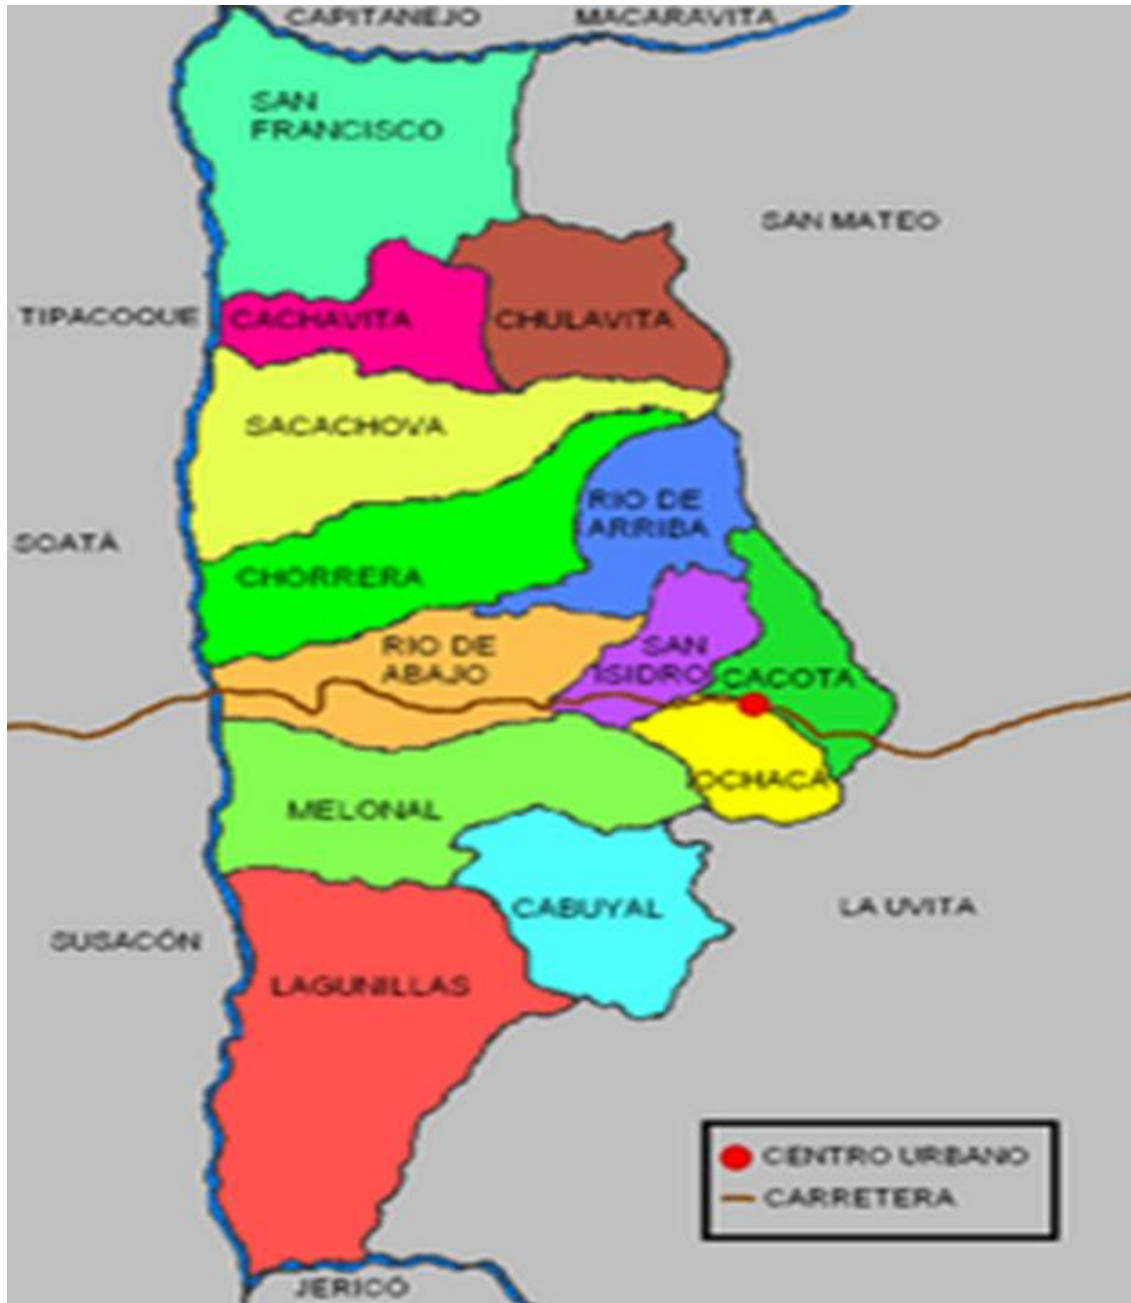 CAPITANEJO
MACARAVITA
SAN
FRANCISCO
SAN MATEO
TIPACOQUE
CACHAVITA
CHULAVITA
SACACHOVA
RIO DE
ARRIBA
SOATÁ
CHORRERA
RIO DE
ABAJO
SAN
ISIDRO
CACOTA
OCHACÁ
MELONAL
CABUYAL
LA UVITA
SUSACÓN
LAGUNILLAS
CENTRO URBANO
CARRETERA
JERICÓ